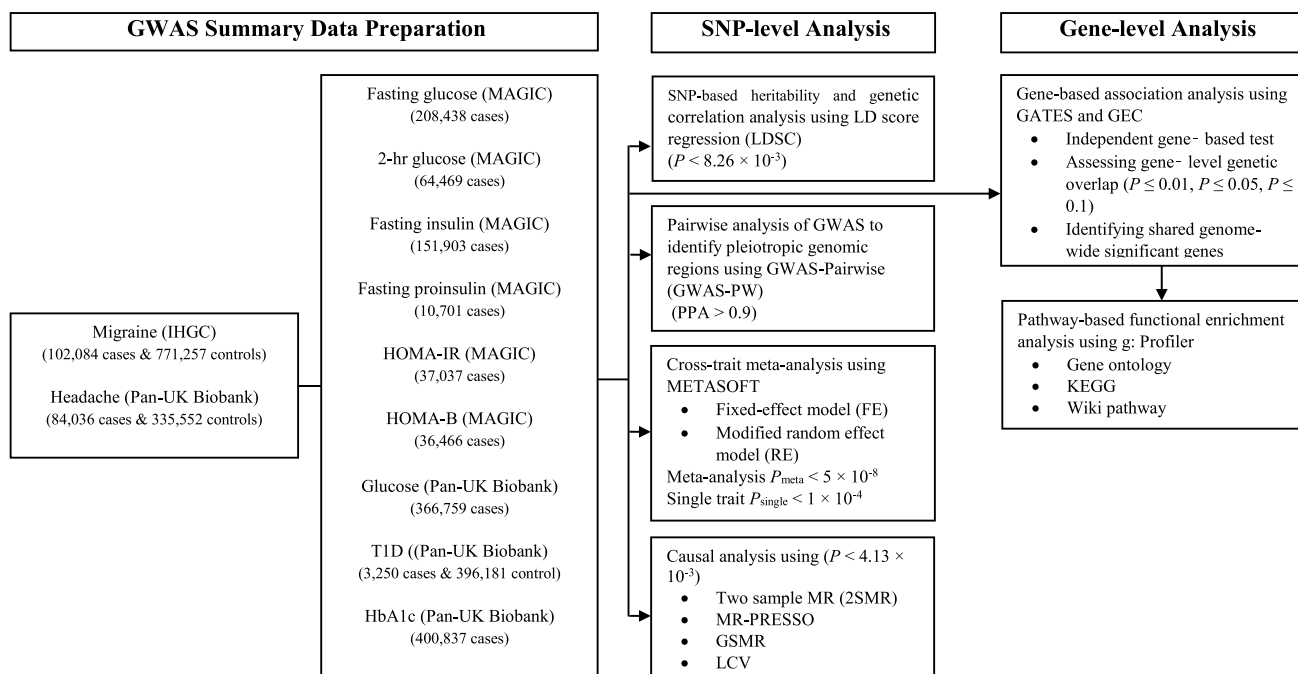 GWAS Summary Data Preparation
SNP-level Analysis
Gene-level Analysis
Migraine (IHGC)
(102,084 cases & 771,257 controls)
Headache (Pan-UK Biobank)
(84,036 cases & 335,552 controls)
Fasting glucose (MAGIC)
(208,438 cases)
2-hr glucose (MAGIC)
(64,469 cases)
Fasting insulin (MAGIC)
(151,903 cases)
Fasting proinsulin (MAGIC)
(10,701 cases)
HOMA-IR (MAGIC)
(37,037 cases)
HOMA-B (MAGIC)
(36,466 cases)
Glucose (Pan-UK Biobank)
(366,759 cases)
T1D ((Pan-UK Biobank)
(3,250 cases & 396,181 control)
HbA1c (Pan-UK Biobank)
(400,837 cases)
SNP-based heritability and genetic
correlation analysis using LD score
regression (LDSC)
(P < 8.26 × 10⁻³)
Pairwise analysis of GWAS to
identify pleiotropic genomic
regions using GWAS-Pairwise
(GWAS-PW)
(PPA > 0.9)
Cross-trait meta-analysis using
METASOFT
• Fixed-effect model (FE)
• Modified random effect
model (RE)
Meta-analysis Pmeta < 5 × 10⁻⁸
Single trait Psingle < 1 × 10⁻⁴
Causal analysis using (P < 4.13 ×
10⁻³)
• Two sample MR (2SMR)
• MR-PRESSO
• GSMR
• LCV
Gene-based association analysis using
GATES and GEC
• Independent gene- based test
• Assessing gene- level genetic
overlap (P ≤ 0.01, P ≤ 0.05, P ≤
0.1)
• Identifying shared genome-
wide significant genes
Pathway-based functional enrichment
analysis using g: Profiler
• Gene ontology
• KEGG
• Wiki pathway